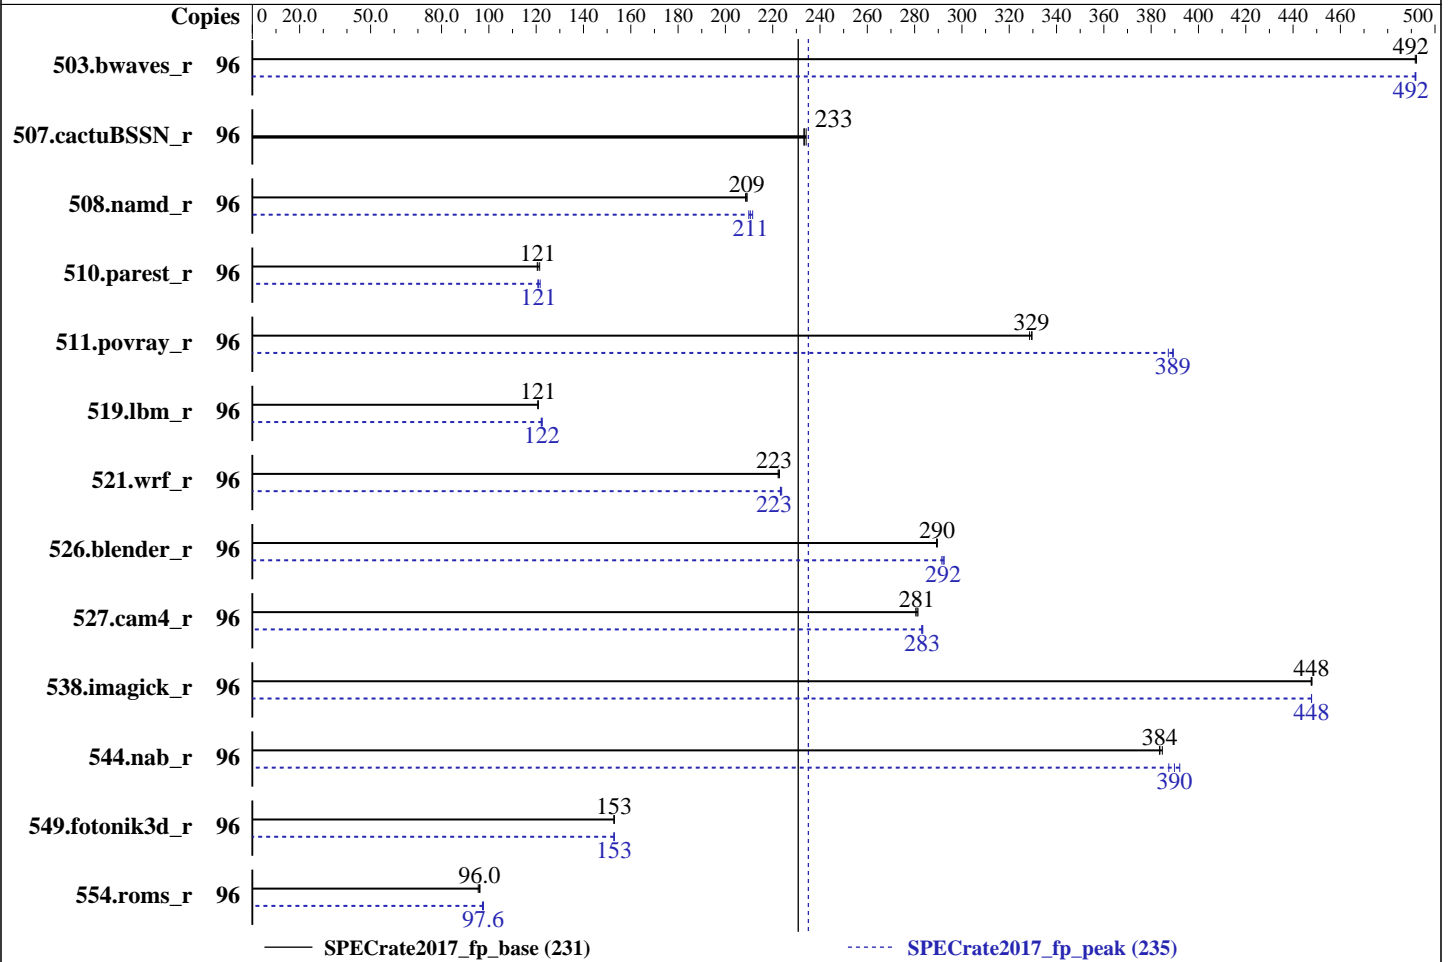 Copies 0 20.0 50.0 80.0 100 120 140 160 180 200 220 240 260 280 300 320 340 360 380 400 420 440 460 500
503.bwaves_r 96 492
492
507.cactuBSSN_r 96 233
508.namd_r 96 209
211
510.parest_r 96 121
121
511.povray_r 96 329
389
519.lbm_r 96 121
122
521.wrf_r 96 223
223
526.blender_r 96 290
292
527.cam4_r 96 281
283
538.imagick_r 96 448
448
544.nab_r 96 384
390
549.fotonik3d_r 96 153
153
554.roms_r 96 96.0
97.6
SPECrate2017_fp_base (231) SPECrate2017_fp_peak (235)